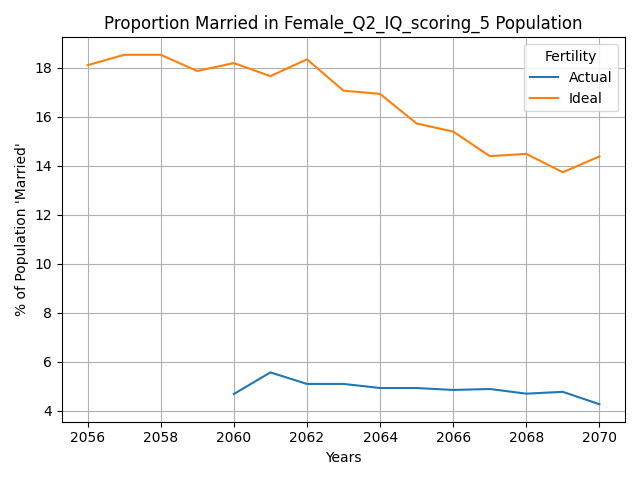 Proportion Married in Female_Q2_IQ_scoring_5 Population
Fertility
Actual
Ideal
% of Population 'Married'
18
16
14
12
10
8
6
4
2056 2058 2060 2062 2064 2066 2068 2070
Years